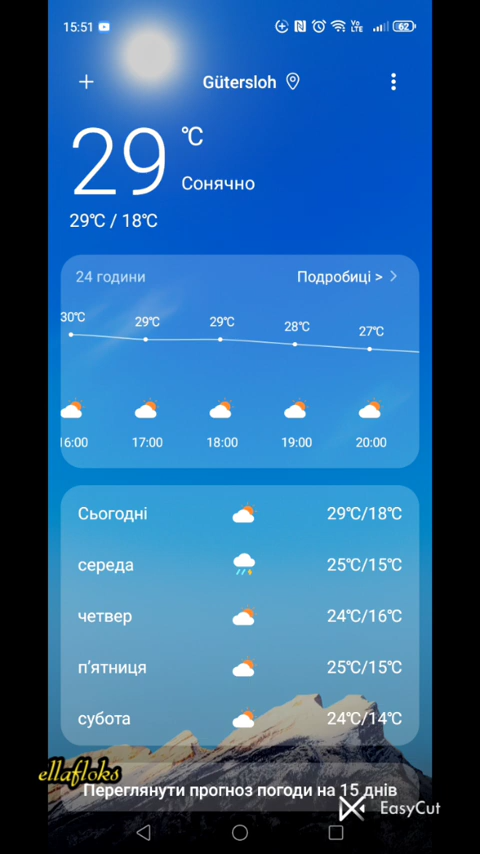 15:51 Vo LTE 62
Gütersloh
29 ℃
Сонячно
29℃ / 18℃
24 години Подробиці >
30℃ 29℃ 29℃ 28℃ 27℃
16:00 17:00 18:00 19:00 20:00
Сьогодні 29℃/18℃
середа 25℃/15℃
четвер 24℃/16℃
п’ятниця 25℃/15℃
субота 24℃/14℃
ellafloks
Переглянути прогноз погоди на 15 днів
EasyCut